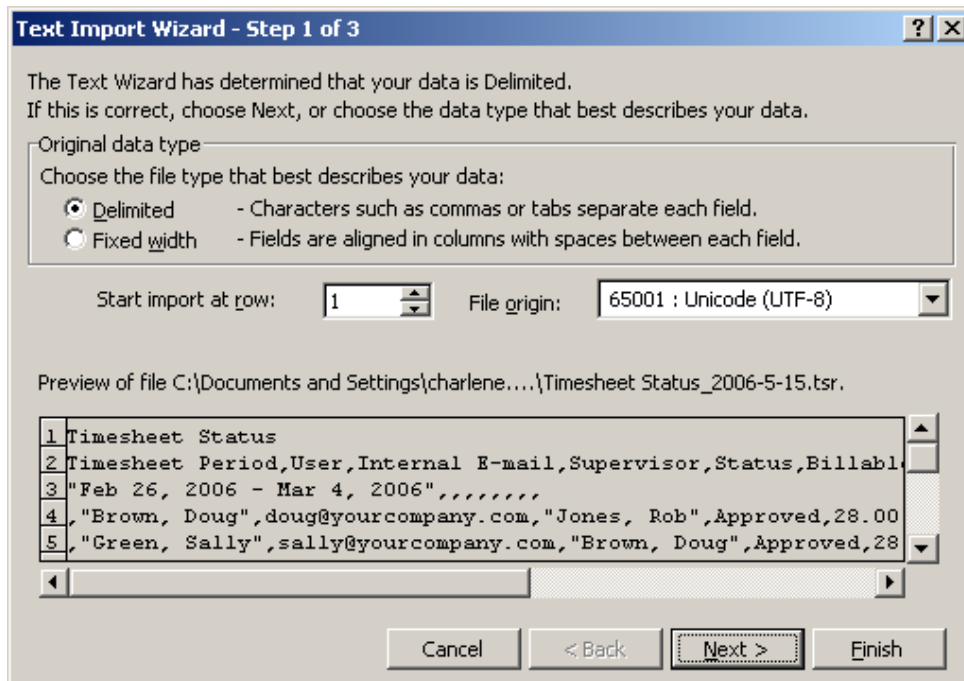 Text Import Wizard - Step 1 of 3
The Text Wizard has determined that your data is Delimited.
If this is correct, choose Next, or choose the data type that best describes your data.
Original data type
Choose the file type that best describes your data:
Delimited - Characters such as commas or tabs separate each field.
Fixed width - Fields are aligned in columns with spaces between each field.
Start import at row: 1 File origin: 65001 : Unicode (UTF-8)
Preview of file C:\Documents and Settings\charlene....\Timesheet Status_2006-5-15.tsr.
1 Timesheet Status
2 Timesheet Period,User,Internal E-mail,Supervisor,Status,Billabl
3 "Feb 26, 2006 - Mar 4, 2006",,,,,,,,
4 ,"Brown, Doug",doug@yourcompany.com,"Jones, Rob",Approved,28.00
5 ,"Green, Sally",sally@yourcompany.com,"Brown, Doug",Approved,28
Cancel < Back Next > Finish